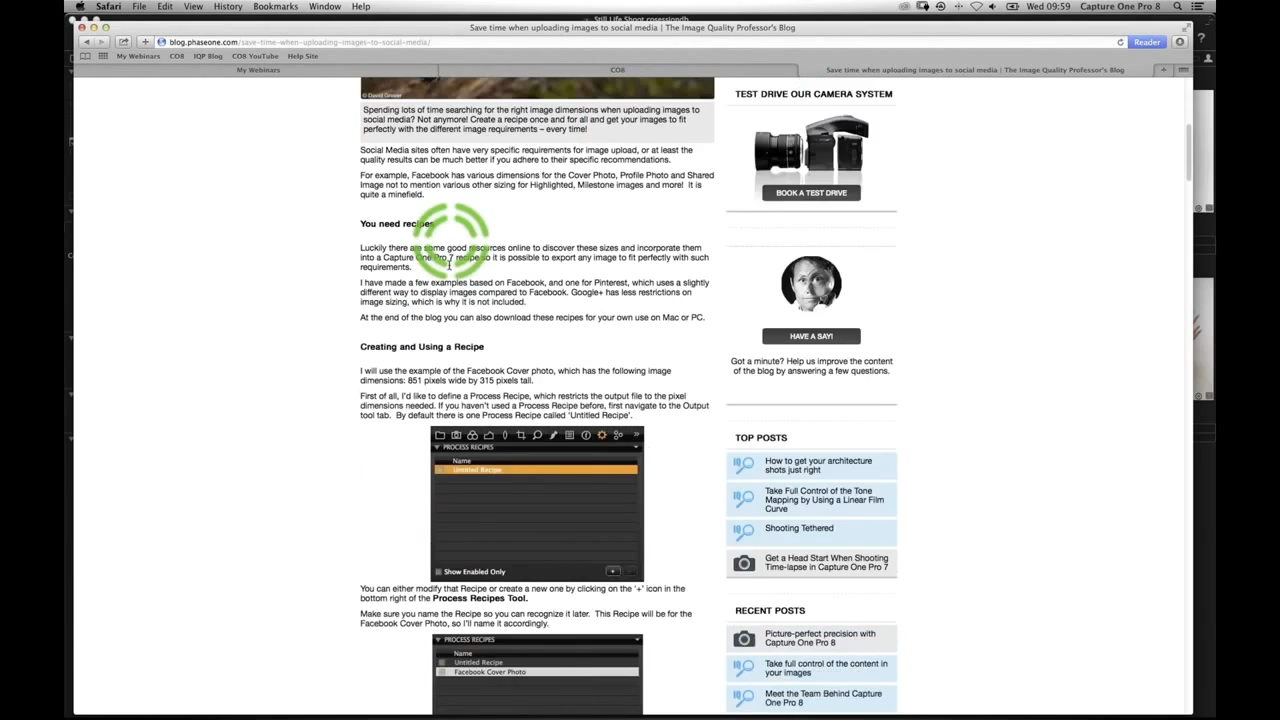 Safari File Edit View History Bookmarks Window Help
Wed 09:59 Capture One Pro 8
Still Life Shoot.cosessiondb
Save time when uploading images to social media | The Image Quality Professor's Blog
blog.phaseone.com/save-time-when-uploading-images-to-social-media/
Reader
My Webinars CO8 IQP Blog CO8 YouTube Help Site
My Webinars
CO8
Save time when uploading images to social media | The Image Quality Professor's Blog
© David Grover
Spending lots of time searching for the right image dimensions when uploading images to
social media? Not anymore! Create a recipe once and for all and get your images to fit
perfectly with the different image requirements – every time!
Social Media sites often have very specific requirements for image upload, or at least the
quality results can be much better if you adhere to their specific recommendations.
For example, Facebook has various dimensions for the Cover Photo, Profile Photo and Shared
Image not to mention various other sizing for Highlighted, Milestone images and more! It is
quite a minefield.
You need recipes
Luckily there are some good resources online to discover these sizes and incorporate them
into a Capture One Pro 7 recipe so it is possible to export any image to fit perfectly with such
requirements.
I have made a few examples based on Facebook, and one for Pinterest, which uses a slightly
different way to display images compared to Facebook. Google+ has less restrictions on
image sizing, which is why it is not included.
At the end of the blog you can also download these recipes for your own use on Mac or PC.
Creating and Using a Recipe
I will use the example of the Facebook Cover photo, which has the following image
dimensions: 851 pixels wide by 315 pixels tall.
First of all, I'd like to define a Process Recipe, which restricts the output file to the pixel
dimensions needed. If you haven't used a Process Recipe before, first navigate to the Output
tool tab. By default there is one Process Recipe called 'Untitled Recipe'.
PROCESS RECIPES
Name
Untitled Recipe
Show Enabled Only
You can either modify that Recipe or create a new one by clicking on the '+' icon in the
bottom right of the Process Recipes Tool.
Make sure you name the Recipe so you can recognize it later. This Recipe will be for the
Facebook Cover Photo, so I'll name it accordingly.
PROCESS RECIPES
Name
Untitled Recipe
Facebook Cover Photo
TEST DRIVE OUR CAMERA SYSTEM
BOOK A TEST DRIVE
HAVE A SAY!
Got a minute? Help us improve the content
of the blog by answering a few questions.
TOP POSTS
How to get your architecture
shots just right
Take Full Control of the Tone
Mapping by Using a Linear Film
Curve
Shooting Tethered
Get a Head Start When Shooting
Time-lapse in Capture One Pro 7
RECENT POSTS
Picture-perfect precision with
Capture One Pro 8
Take full control of the content in
your images
Meet the Team Behind Capture
One Pro 8